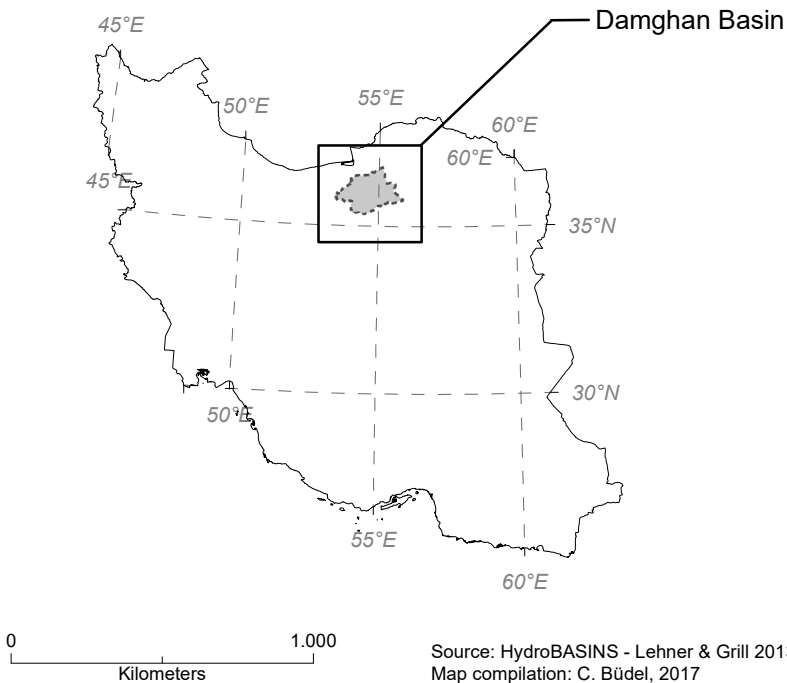 Damghan Basin
45°E
50°E
55°E
60°E
60°E
45°E
35°N
30°N
50°E
55°E
60°E
0 1.000
Kilometers
Source: HydroBASINS - Lehner & Grill 201
Map compilation: C. Büdel, 2017